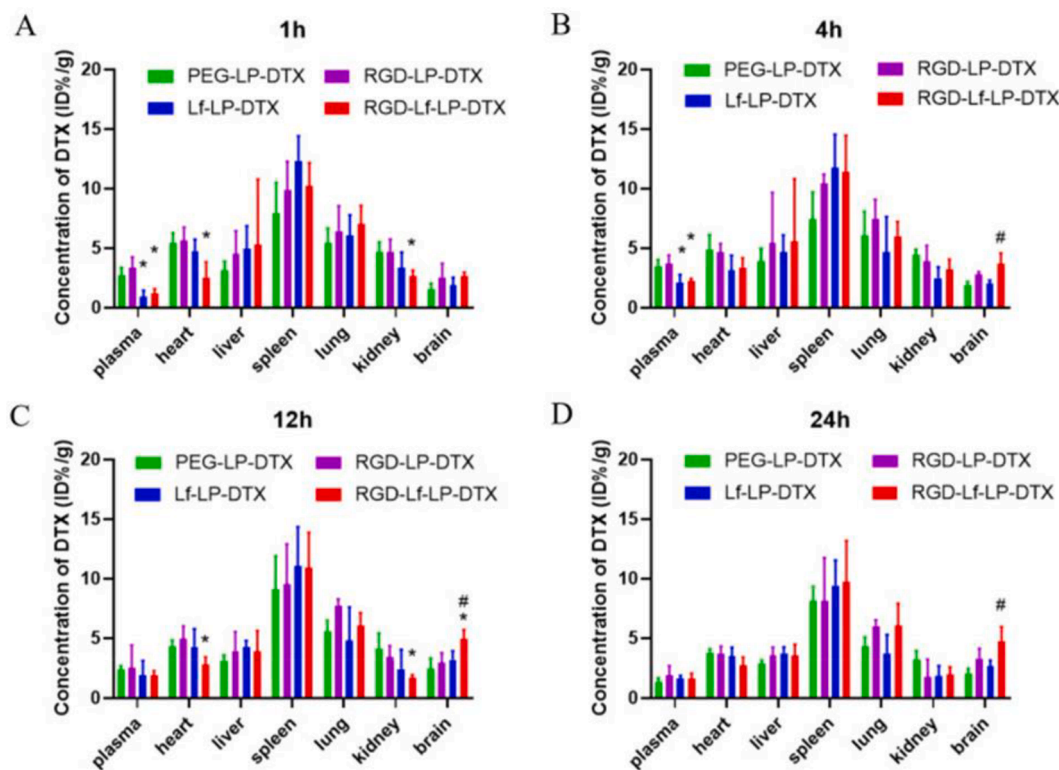 A
1h
Concentration of DTX (ID%/g)
20
15
10
5
0
PEG-LP-DTX RGD-LP-DTX
Lf-LP-DTX RGD-Lf-LP-DTX
* * * *
plasma heart liver spleen lung kidney brain
B
4h
Concentration of DTX (ID%/g)
20
15
10
5
0
PEG-LP-DTX RGD-LP-DTX
Lf-LP-DTX RGD-Lf-LP-DTX
* * #
plasma heart liver spleen lung kidney brain
C
12h
Concentration of DTX (ID%/g)
20
15
10
5
0
PEG-LP-DTX RGD-LP-DTX
Lf-LP-DTX RGD-Lf-LP-DTX
#
* * *
plasma heart liver spleen lung kidney brain
D
24h
Concentration of DTX (ID%/g)
20
15
10
5
0
PEG-LP-DTX RGD-LP-DTX
Lf-LP-DTX RGD-Lf-LP-DTX
#
plasma heart liver spleen lung kidney brain